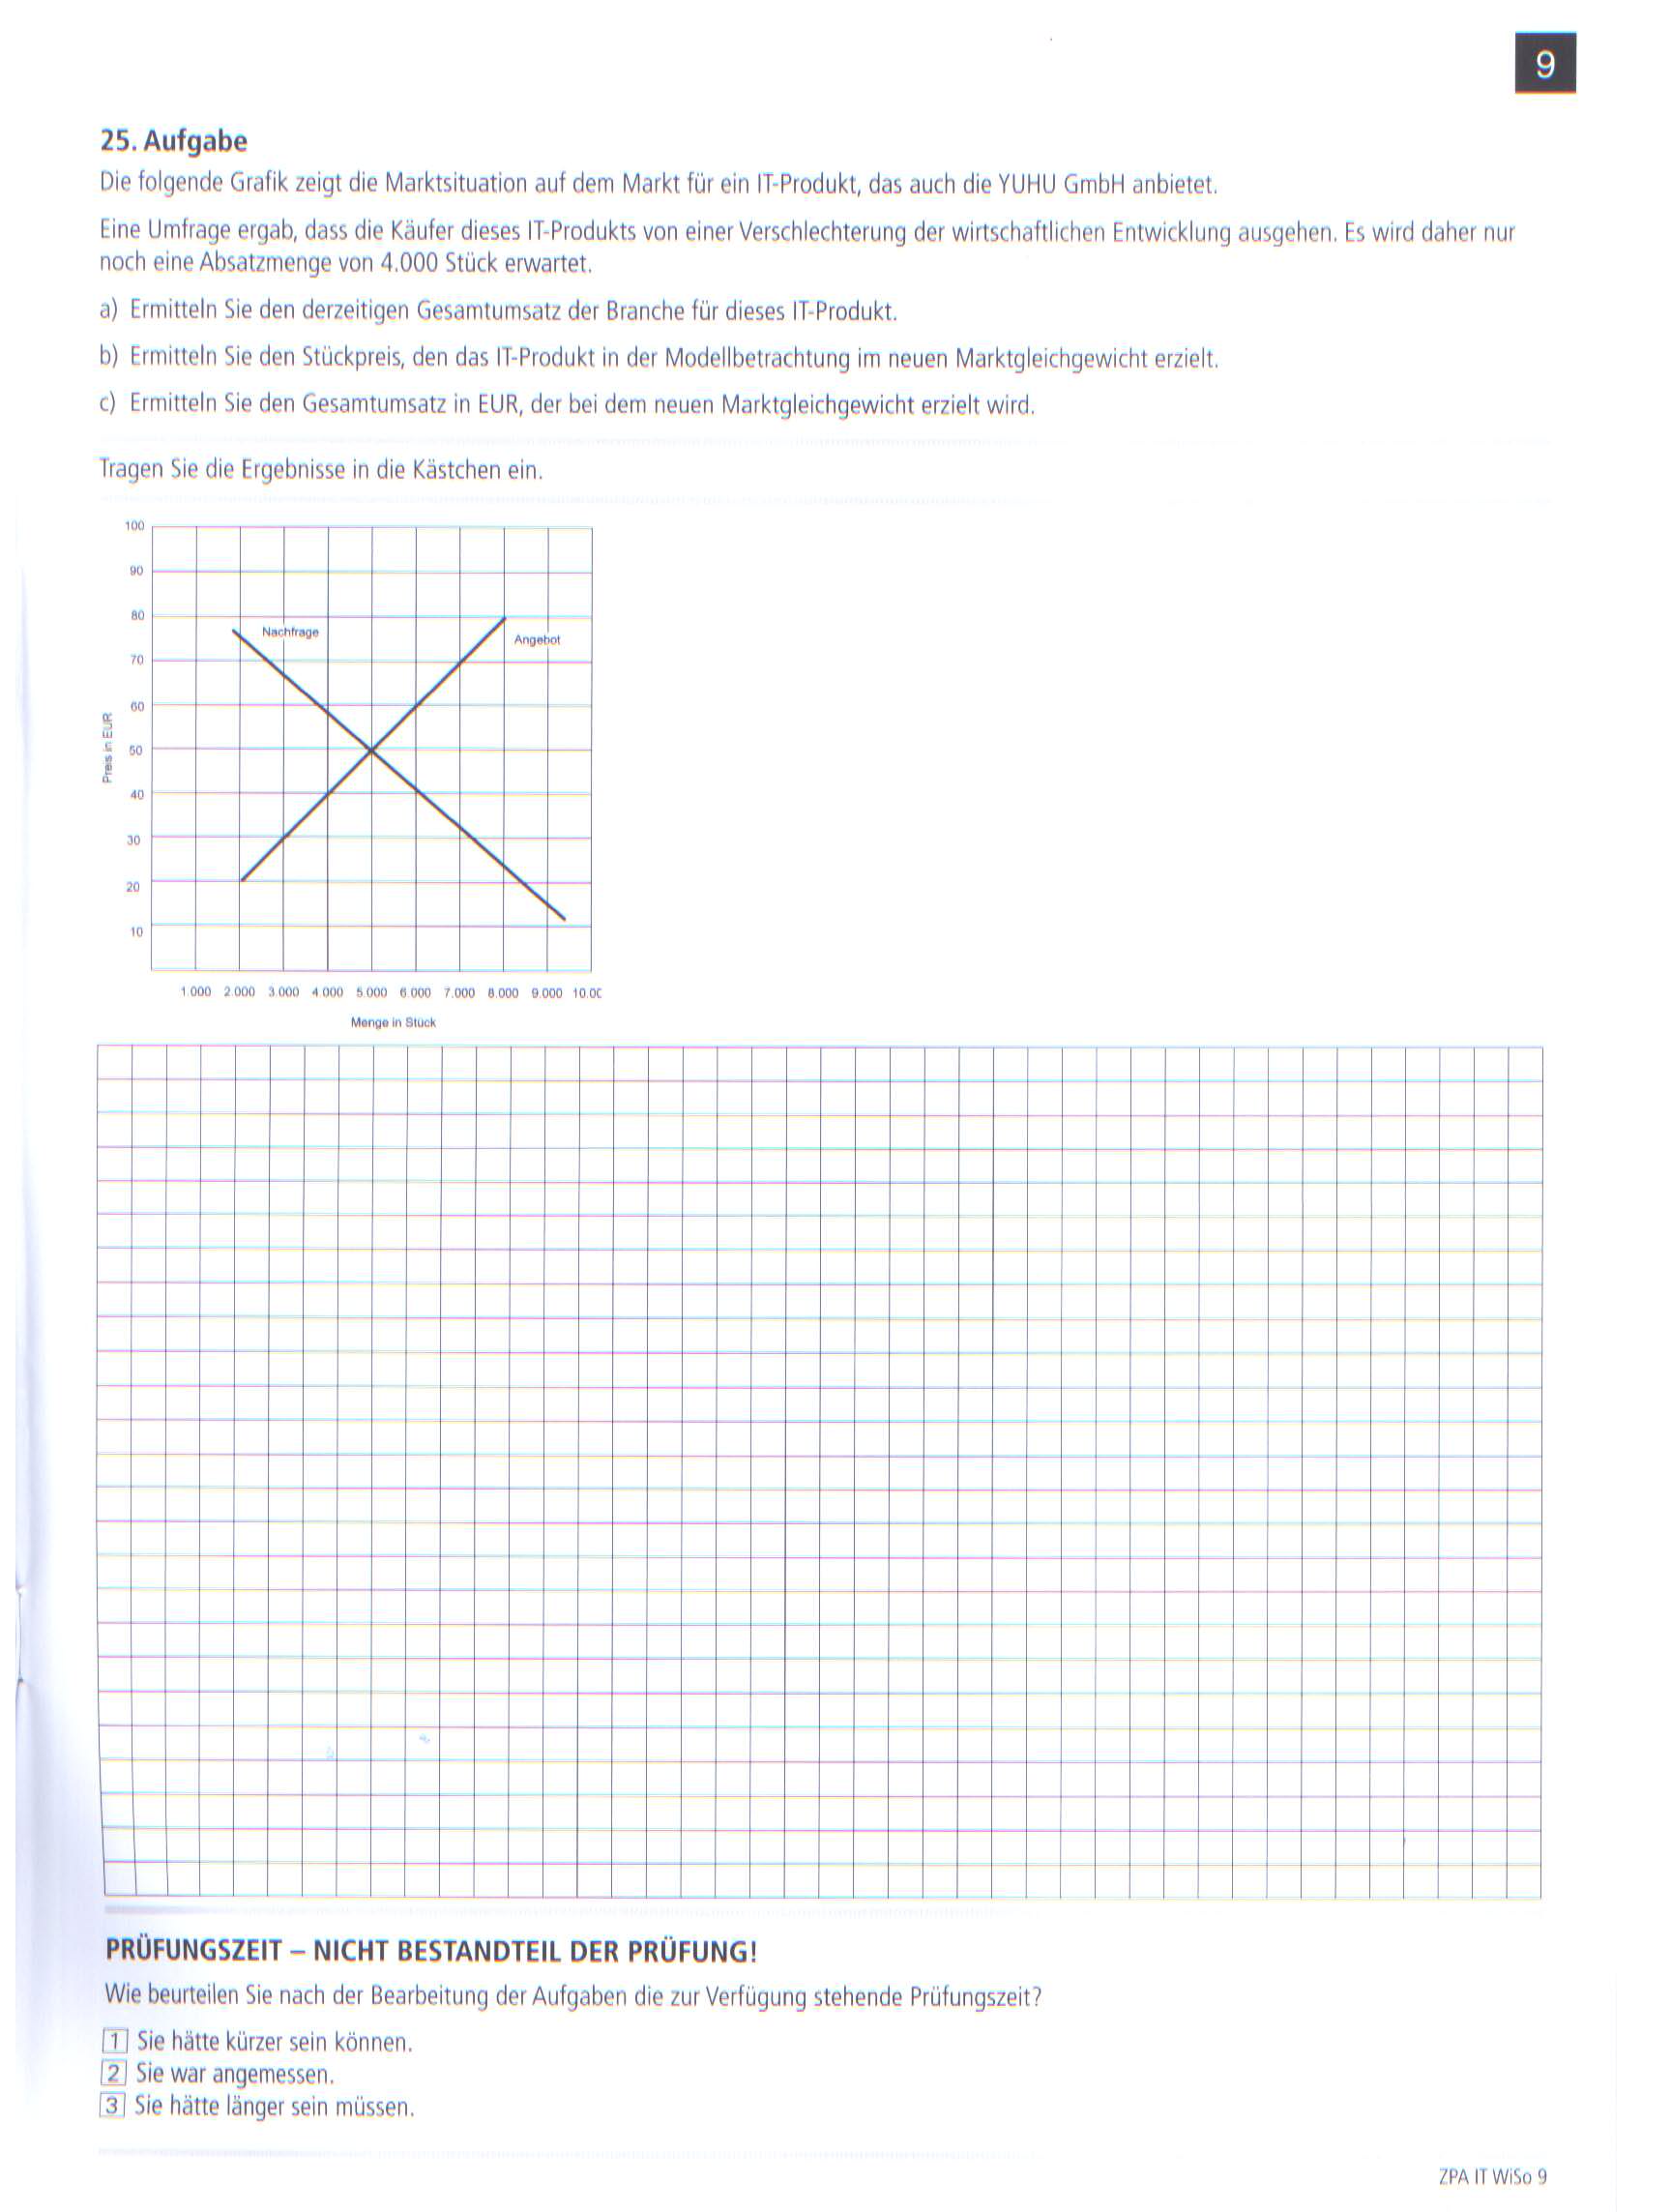 9
25. Aufgabe
Die folgende Grafik zeigt die Marktsituation auf dem Markt für ein IT-Produkt, das auch die YUHU GmbH anbietet.
Eine Umfrage ergab, dass die Käufer dieses IT-Produkts von einer Verschlechterung der wirtschaftlichen Entwicklung ausgehen. Es wird daher nur
noch eine Absatzmenge von 4.000 Stück erwartet.
a) Ermitteln Sie den derzeitigen Gesamtumsatz der Branche für dieses IT-Produkt.
b) Ermitteln Sie den Stückpreis, den das IT-Produkt in der Modellbetrachtung im neuen Marktgleichgewicht erzielt.
c) Ermitteln Sie den Gesamtumsatz in EUR, der bei dem neuen Marktgleichgewicht erzielt wird.
Tragen Sie die Ergebnisse in die Kästchen ein.
100
90
80
Nachfrage
Angebot
70
60
Preis in EUR
50
40
30
20
10
1.000 2.000 3.000 4.000 5.000 6.000 7.000 8.000 9.000 10.00
Menge in Stück
PRÜFUNGSZEIT – NICHT BESTANDTEIL DER PRÜFUNG!
Wie beurteilen Sie nach der Bearbeitung der Aufgaben die zur Verfügung stehende Prüfungszeit?
1 Sie hätte kürzer sein können.
2 Sie war angemessen.
3 Sie hätte länger sein müssen.
ZPA IT WiSo 9